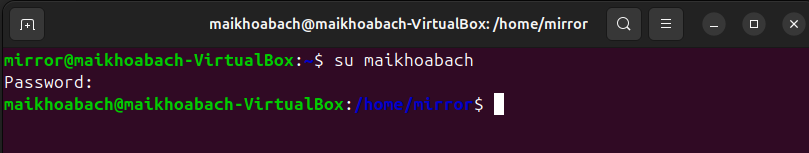 maikhoabach@maikhoabach-VirtualBox: /home/mirror
mirror@maikhoabach-VirtualBox:~$ su maikhoabach
Password:
maikhoabach@maikhoabach-VirtualBox:/home/mirror$